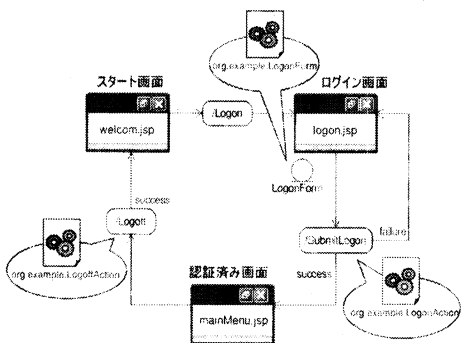 org.example.LogonForm
スタート画面
ログイン画面
welcom.jsp
/Logon
logon.jsp
LogonForm
success
/Logoff
/SubmitLogon
failure
org.example.LogoffAction
認証済み画面
success
mainMenu.jsp
org.example.LogonAction